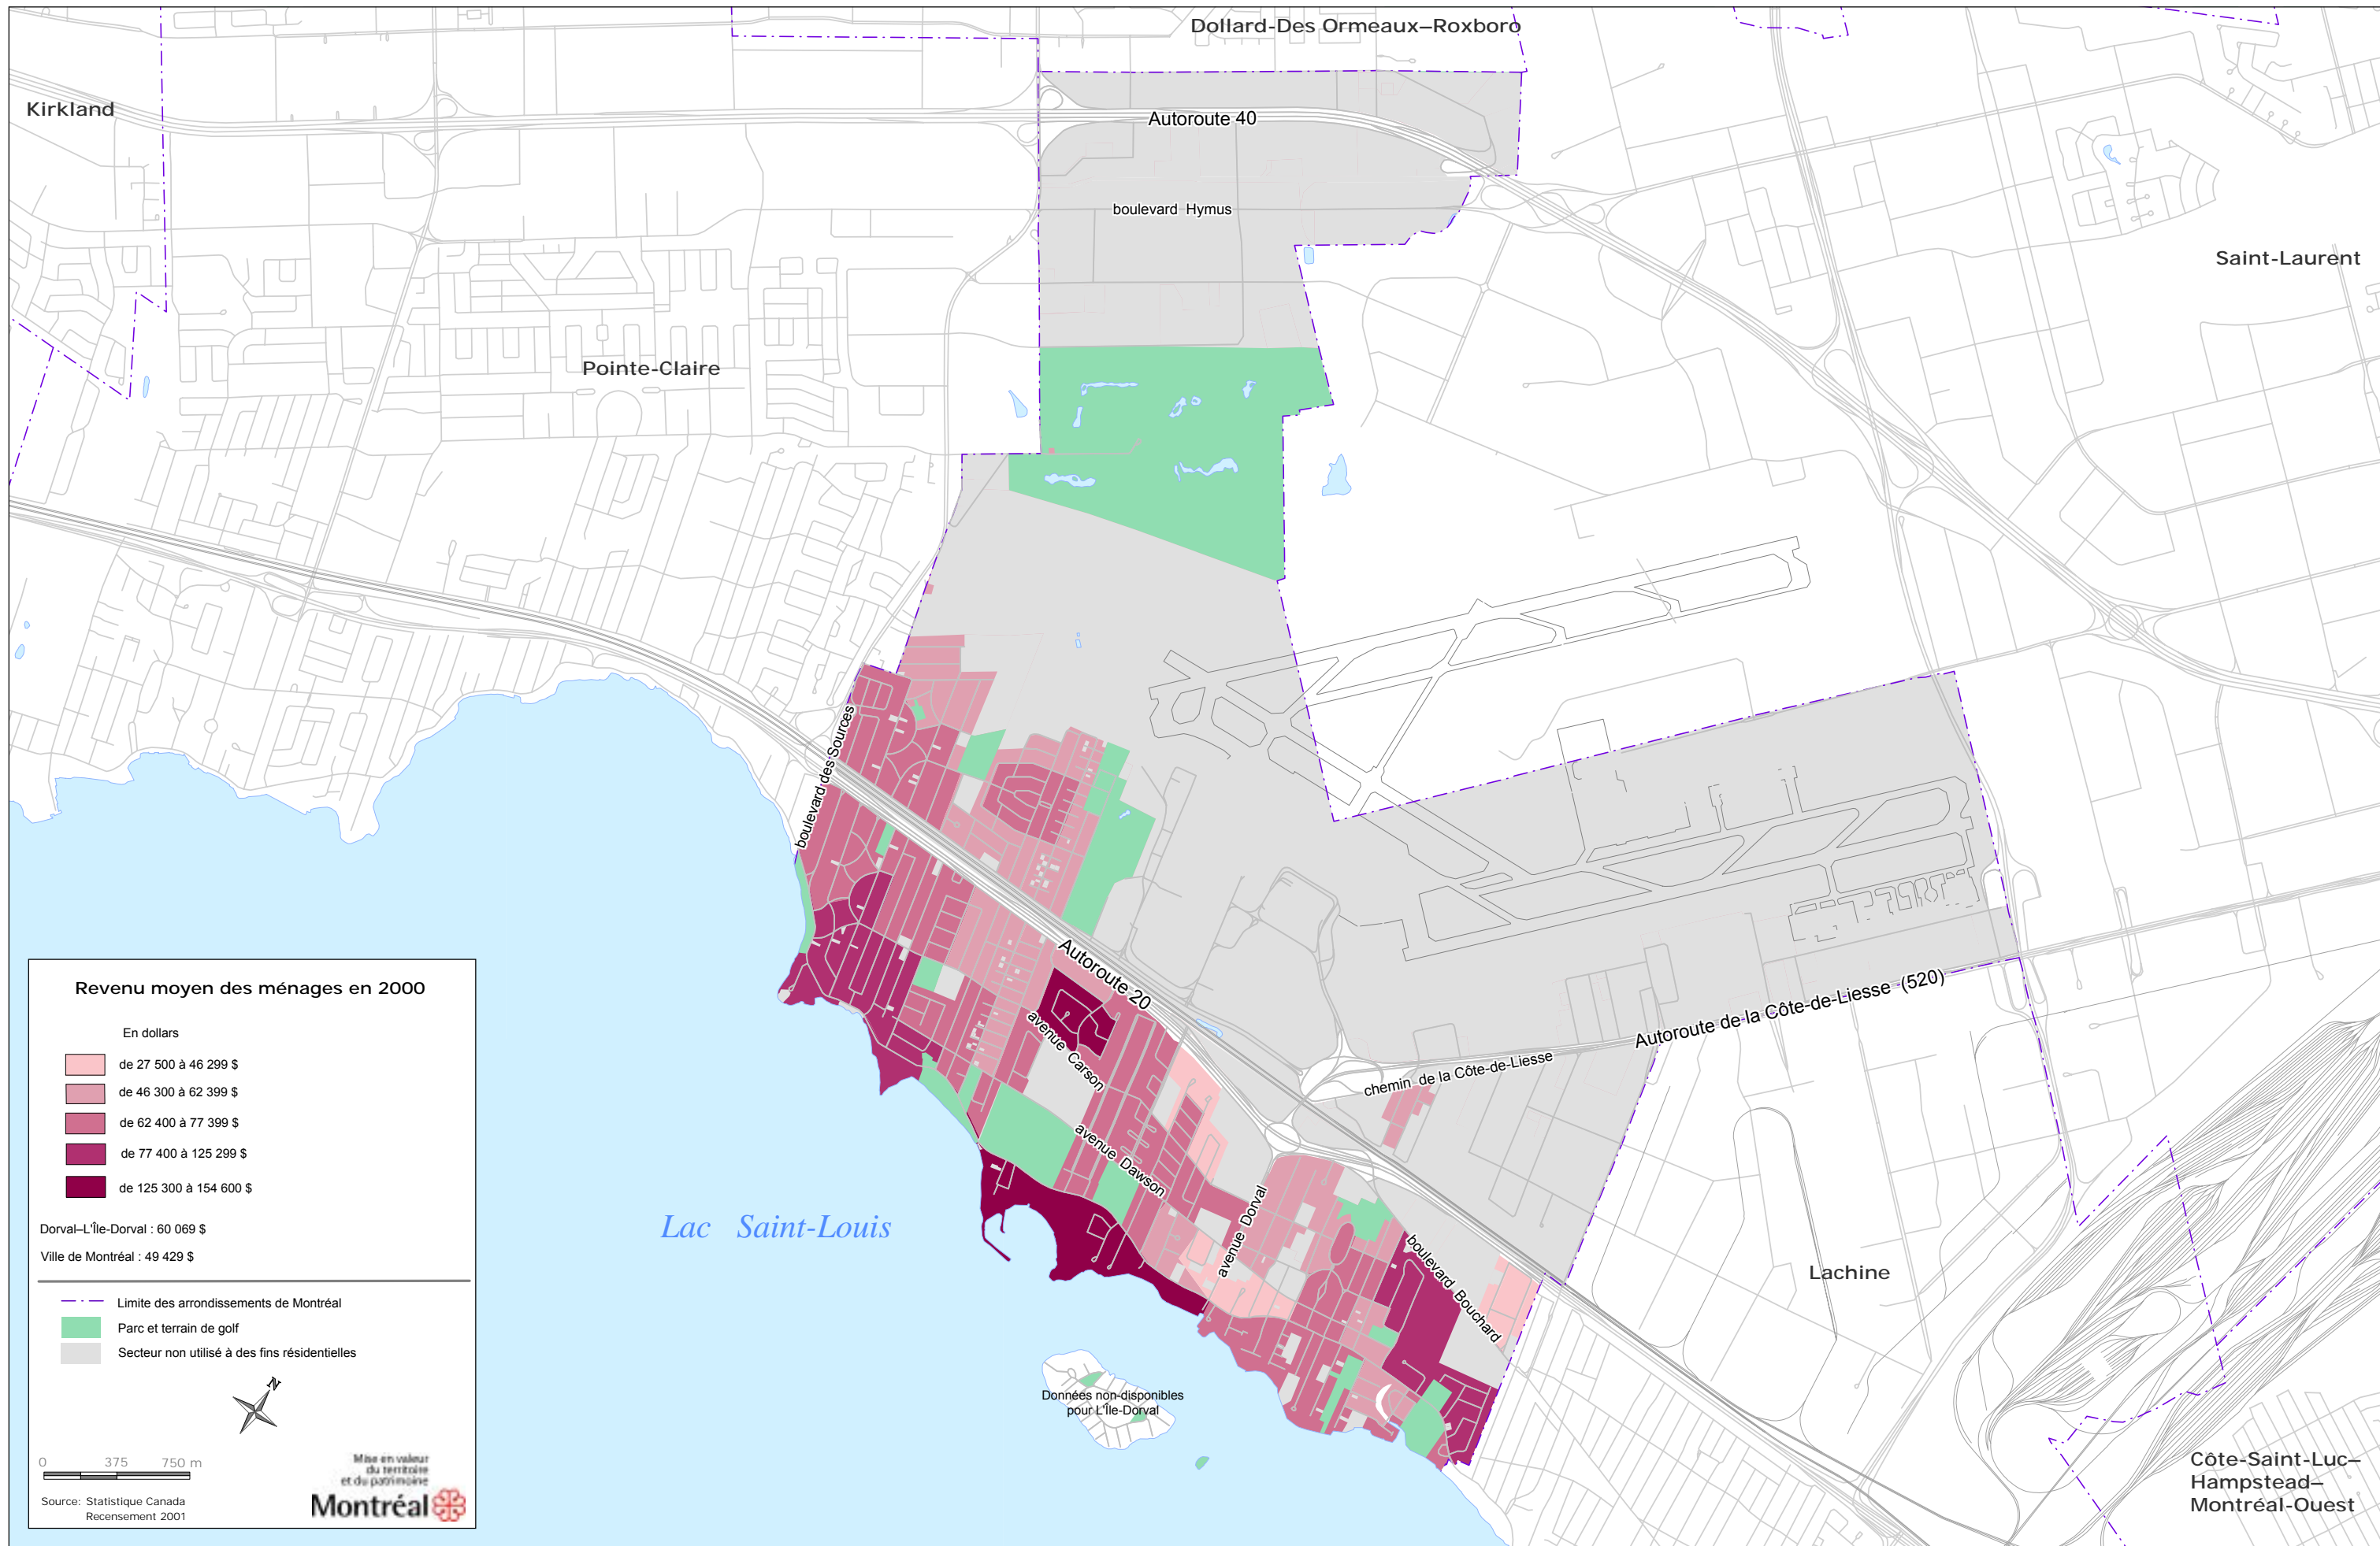 Dollard-Des Ormeaux–Roxboro
Kirkland
Autoroute 40
boulevard Hymus
Saint-Laurent
Pointe-Claire
boulevard des Sources
Autoroute 20
avenue Carson
Autoroute de la Côte-de-Liesse (520)
chemin de la Côte-de-Liesse
avenue Dawson
avenue Dorval
boulevard Bouchard
Lac Saint-Louis
Lachine
Données non-disponibles
pour L'Île-Dorval
Côte-Saint-Luc–
Hampstead–
Montréal-Ouest
Revenu moyen des ménages en 2000
En dollars
de 27 500 à 46 299 $
de 46 300 à 62 399 $
de 62 400 à 77 399 $
de 77 400 à 125 299 $
de 125 300 à 154 600 $
Dorval–L'Île-Dorval : 60 069 $
Ville de Montréal : 49 429 $
Limite des arrondissements de Montréal
Parc et terrain de golf
Secteur non utilisé à des fins résidentielles
N
0 375 750 m
Source: Statistique Canada
Recensement 2001
Mise en valeur
du territoire
et du patrimoine
Montréal